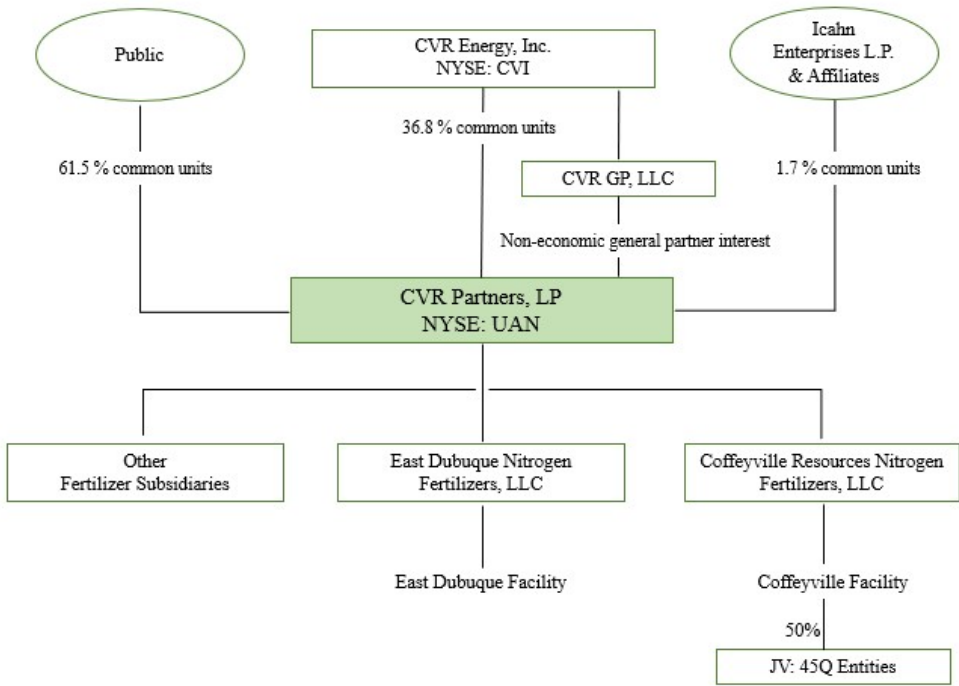 Public
CVR Energy, Inc.
NYSE: CVI
Icahn
Enterprises L.P.
& Affiliates
61.5 % common units
36.8 % common units
CVR GP, LLC
1.7 % common units
Non-economic general partner interest
CVR Partners, LP
NYSE: UAN
Other
Fertilizer Subsidiaries
East Dubuque Nitrogen
Fertilizers, LLC
Coffeyville Resources Nitrogen
Fertilizers, LLC
East Dubuque Facility
Coffeyville Facility
50%
JV: 45Q Entities